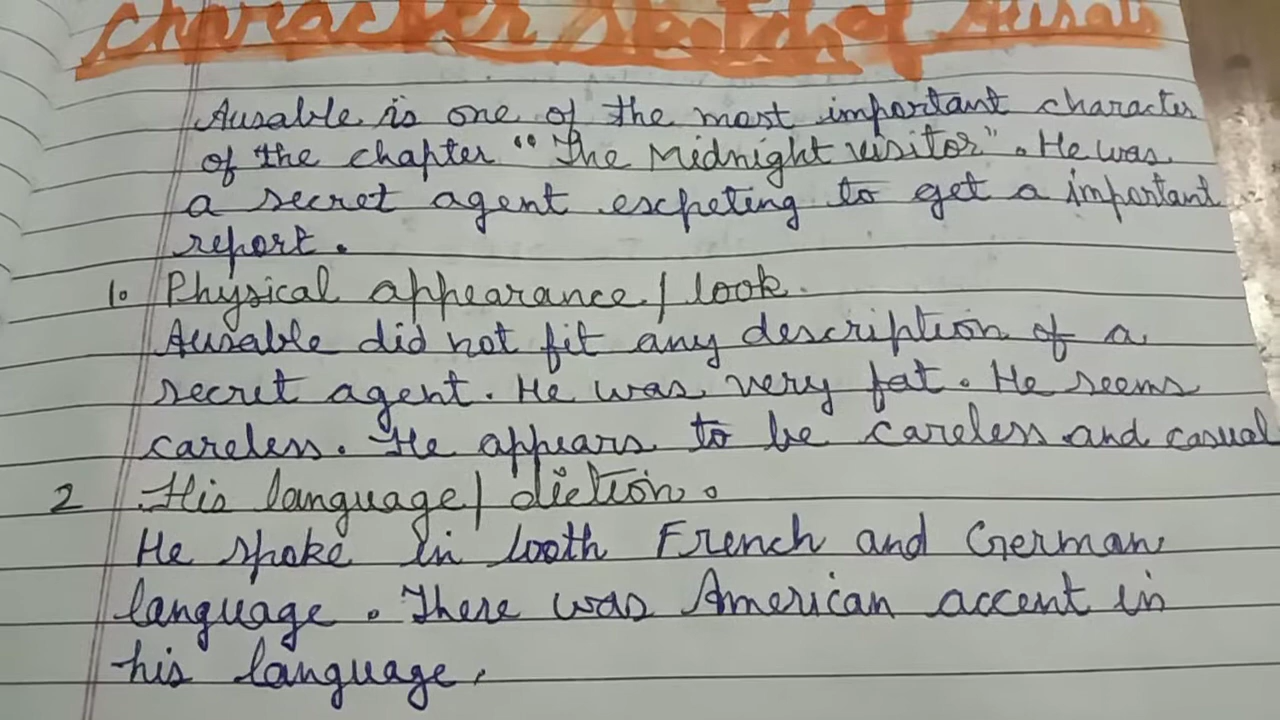 Character Sketch of Ausab
Ausable is one of the most important character
of the chapter "The Midnight visitor". He was
a secret agent expeting to get a important
report.
1. Physical appearance/look.
Ausable did not fit any description of a
secret agent. He was very fat. He seems
careless. He appears to be careless and casual
2 His language/diction.
He spoke in both French and German
language. There was American accent in
his language.